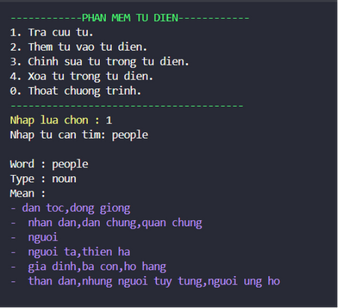 ------------PHAN MEM TU DIEN------------
1. Tra cuu tu.
2. Them tu vao tu dien.
3. Chinh sua tu trong tu dien.
4. Xoa tu trong tu dien.
0. Thoat chuong trinh.
---------------------------------------
Nhap lua chon : 1
Nhap tu can tim: people
Word : people
Type : noun
Mean :
- dan toc,dong giong
-  nhan dan,dan chung,quan chung
-  nguoi
-  nguoi ta,thien ha
-  gia dinh,ba con,ho hang
-  than dan,nhung nguoi tuy tung,nguoi ung ho